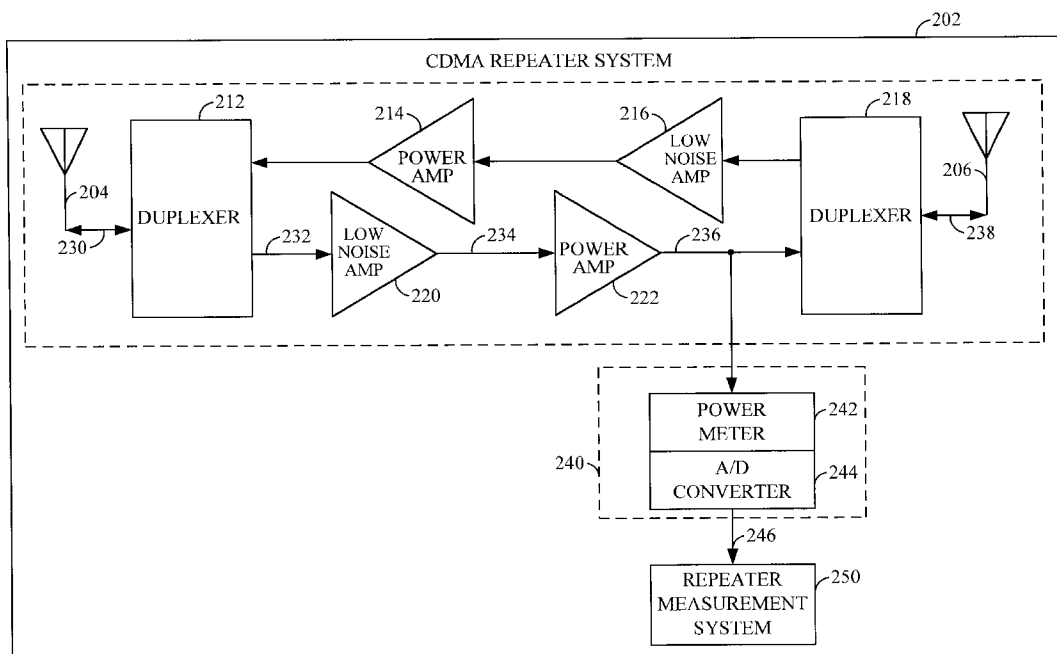 202
CDMA REPEATER SYSTEM
212
214
216
218
204
230
DUPLEXER
POWER
AMP
LOW
NOISE
AMP
DUPLEXER
206
238
232
LOW
NOISE
AMP
220
234
POWER
AMP
222
236
240
POWER
METER
242
A/D
CONVERTER
244
246
REPEATER
MEASUREMENT
SYSTEM
250